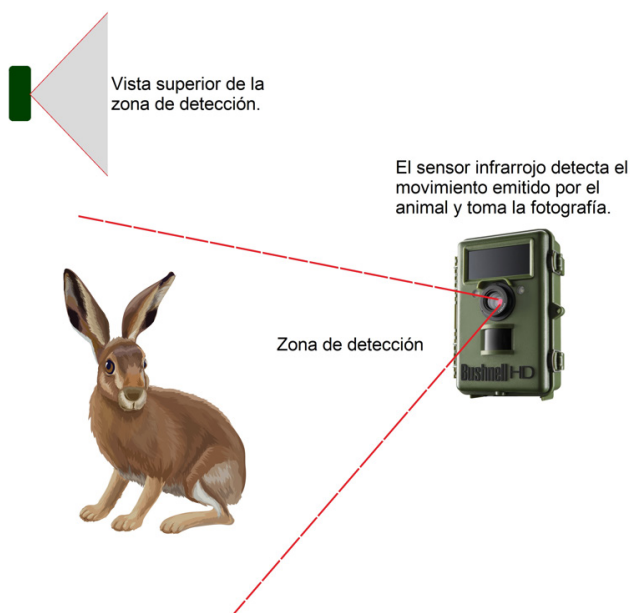 Vista superior de la
zona de detección.
El sensor infrarrojo detecta el
movimiento emitido por el
animal y toma la fotografía.
Zona de detección
Bushnell HD